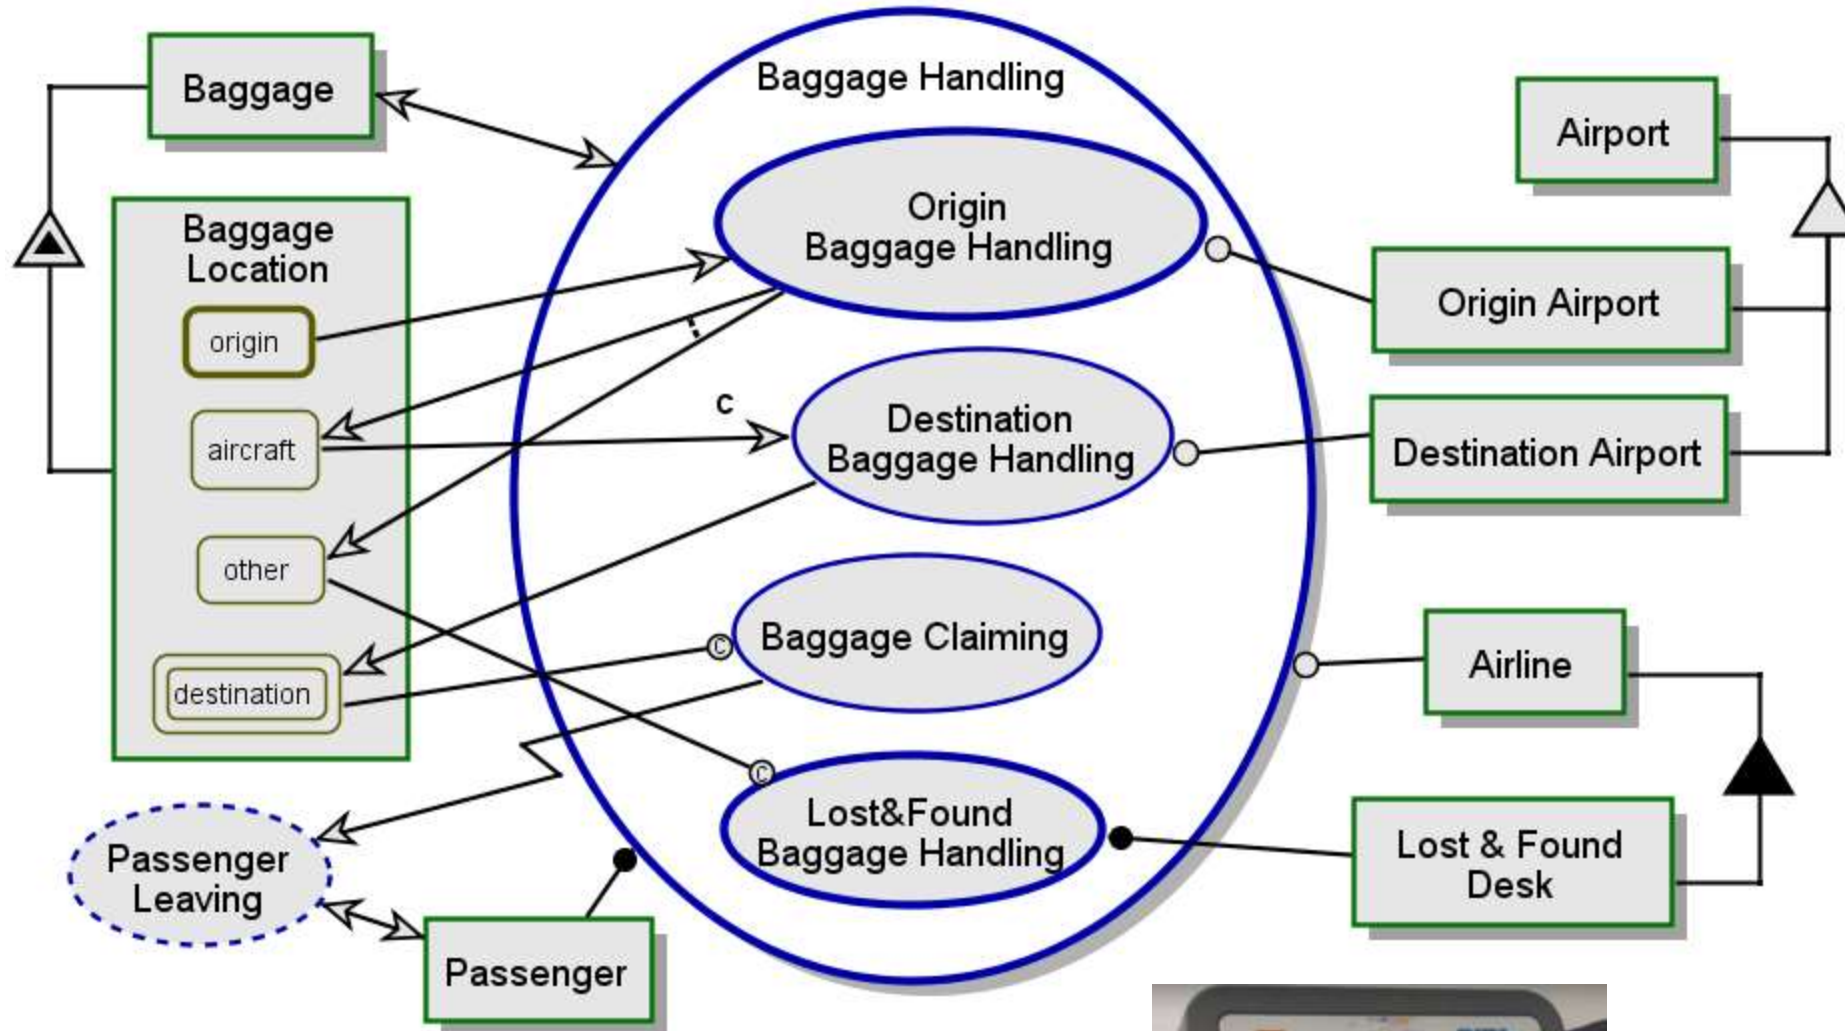 Baggage
Baggage
Location
origin
aircraft
other
destination
Passenger
Leaving
Passenger
Baggage Handling
Origin
Baggage Handling
c
Destination
Baggage Handling
C
Baggage Claiming
C
Lost&Found
Baggage Handling
Airport
Origin Airport
Destination Airport
Airline
Lost & Found
Desk